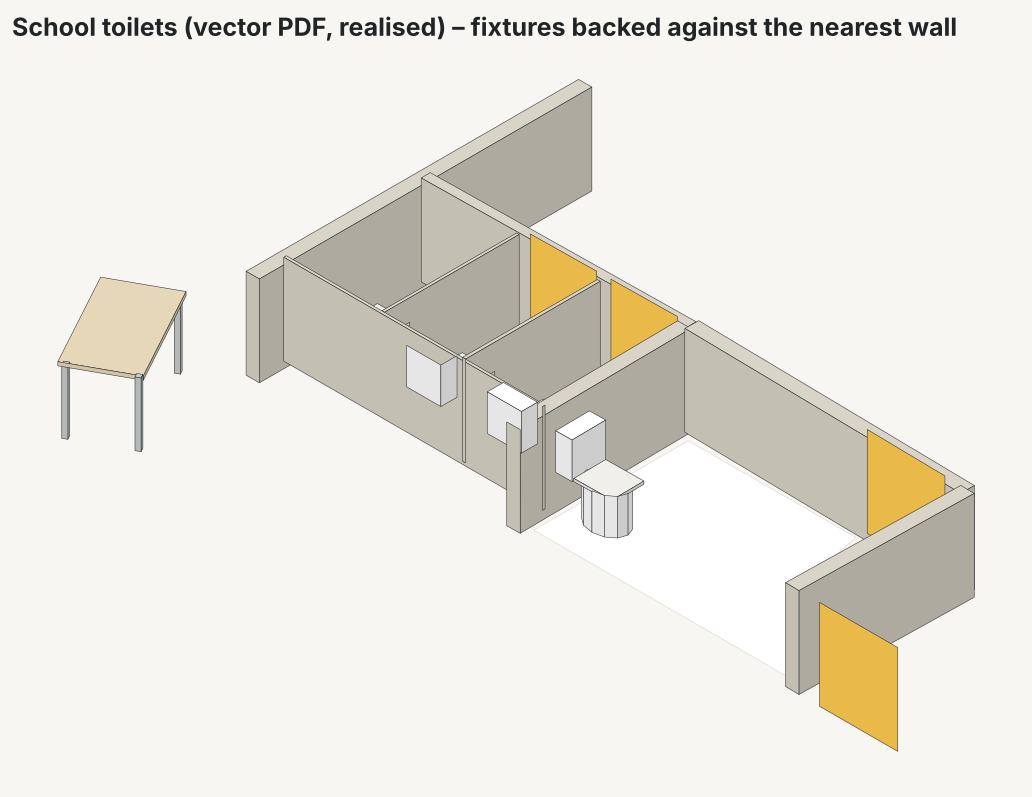 School toilets (vector PDF, realised) – fixtures backed against the nearest wall